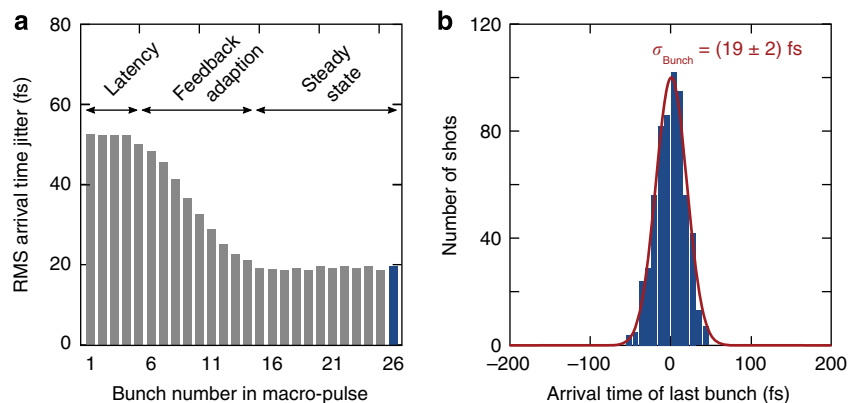 a
80
60
40
20
0
RMS arrival time jitter (fs)
Latency
Feedback
adaption
Steady
state
1 6 11 16 21 26
Bunch number in macro-pulse
b
120
80
40
0
Number of shots
σBunch = (19 ± 2) fs
−200 −100 0 100 200
Arrival time of last bunch (fs)